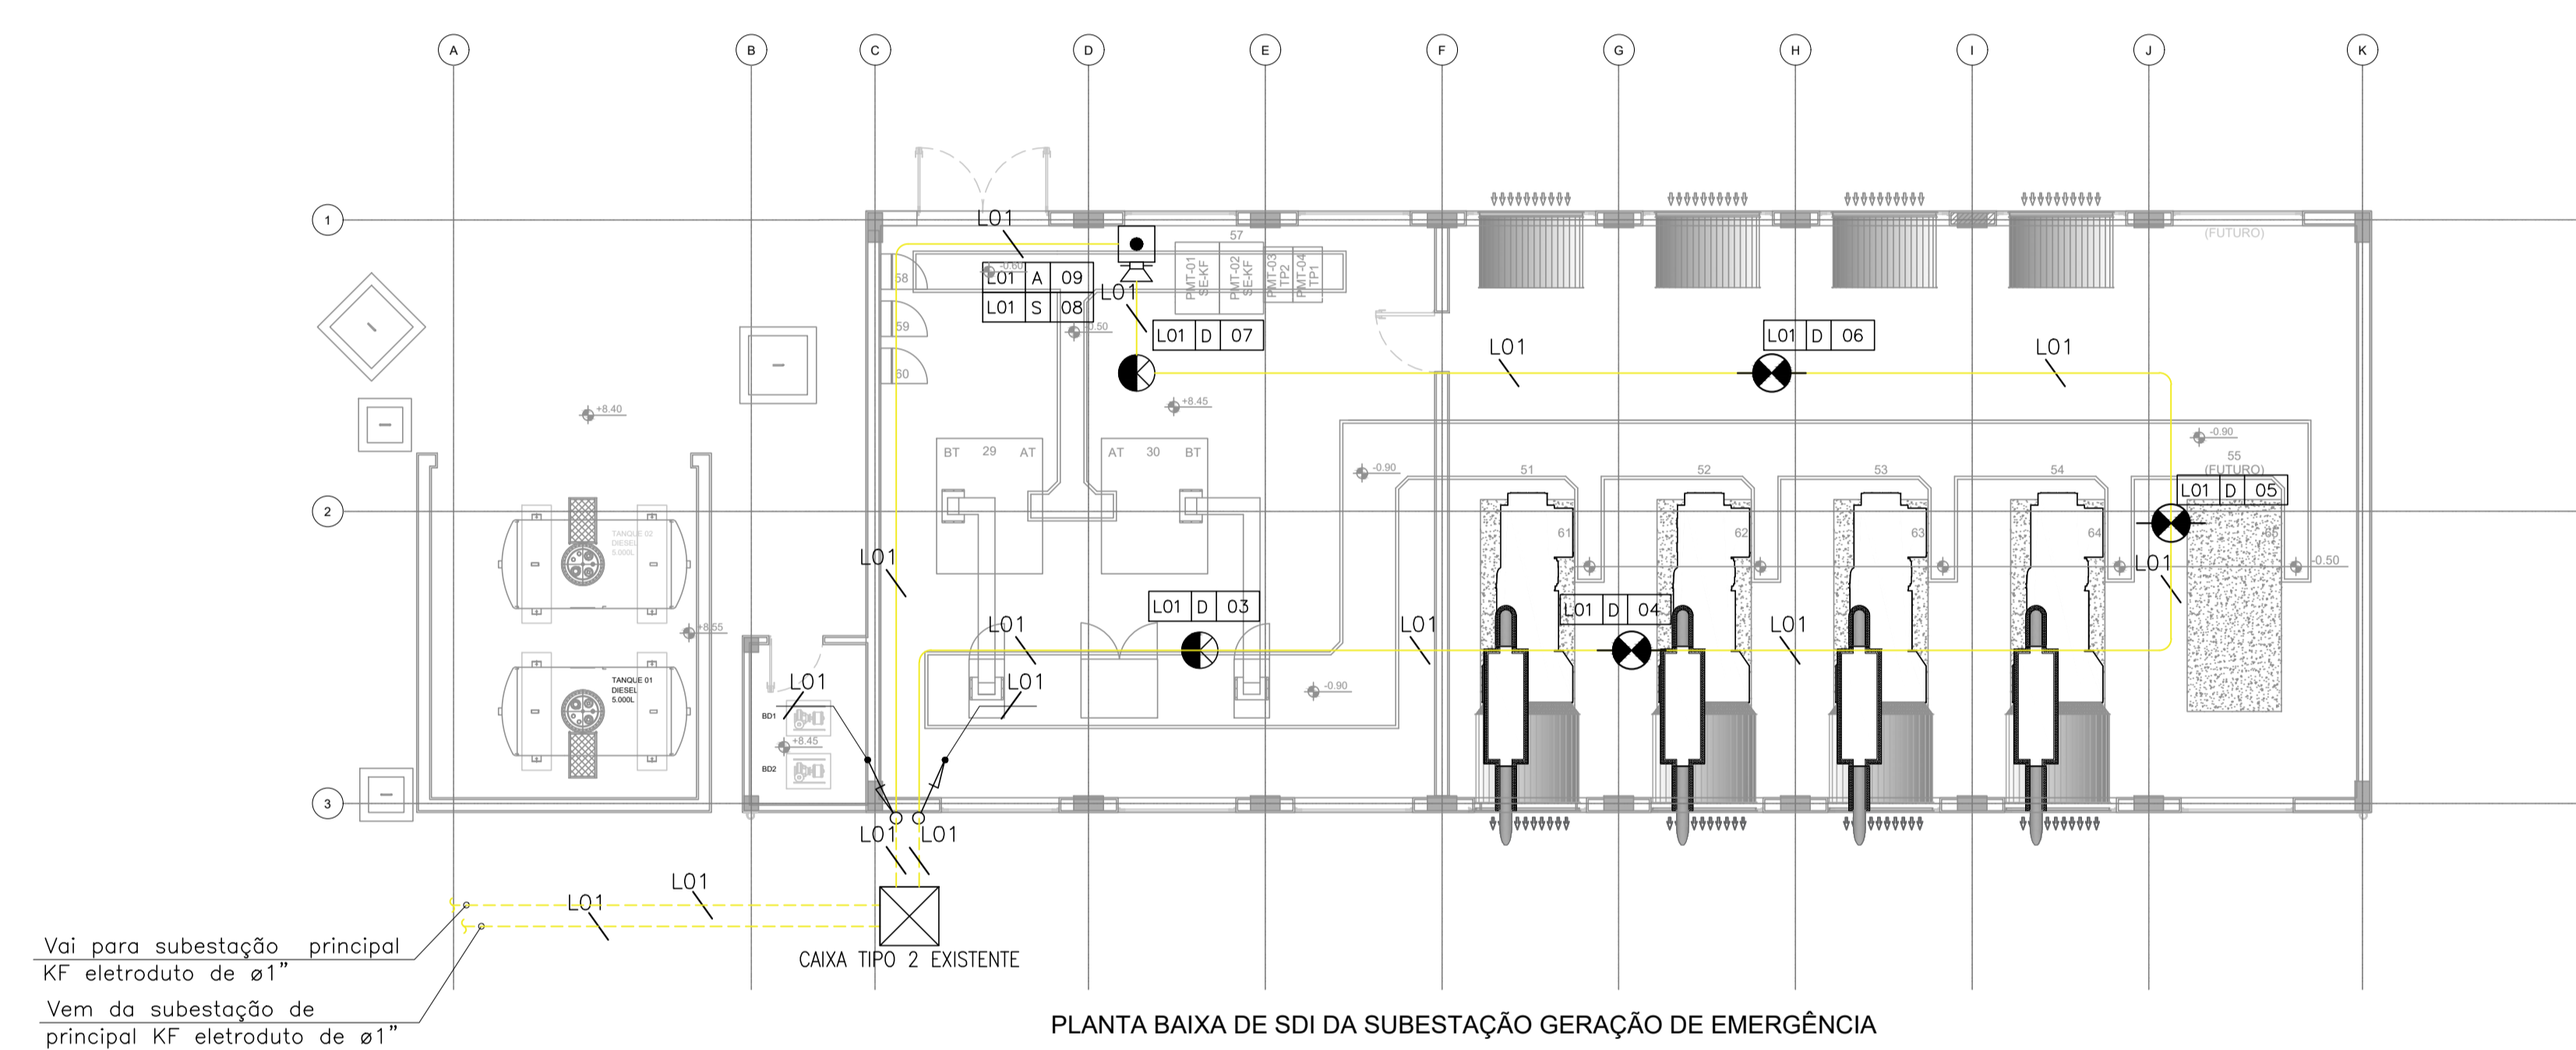 A B C D E F G H I J K
1
L01
(FUTURO)
57
PMT-01
SE-KF
PMT-02
SE-KF
PMT-03
TP2
PMT-04
TP1
-0.60
58
L01 A 09
L01 S 08
L01
59
-0.50
L01 D 07
L01 D 06
L01
L01
60
+8.40
+8.45
-0.90
BT 29 AT
AT 30 BT
-0.90
51
52
53
54
55
(FUTURO)
L01 D 05
2
TANQUE 02
DIESEL
5.000L
61
62
63
64
65
L01
L01
-0.50
L01 D 03
L01 D 04
L01
L01
L01
+8.55
TANQUE 01
DIESEL
5.000L
L01
L01
-0.90
BD1
+8.45
BD2
3
L01
L01
L01
L01
Vai para subestação principal
KF eletroduto de ø1"
CAIXA TIPO 2 EXISTENTE
Vem da subestação de
principal KF eletroduto de ø1"
PLANTA BAIXA DE SDI DA SUBESTAÇÃO GERAÇÃO DE EMERGÊNCIA